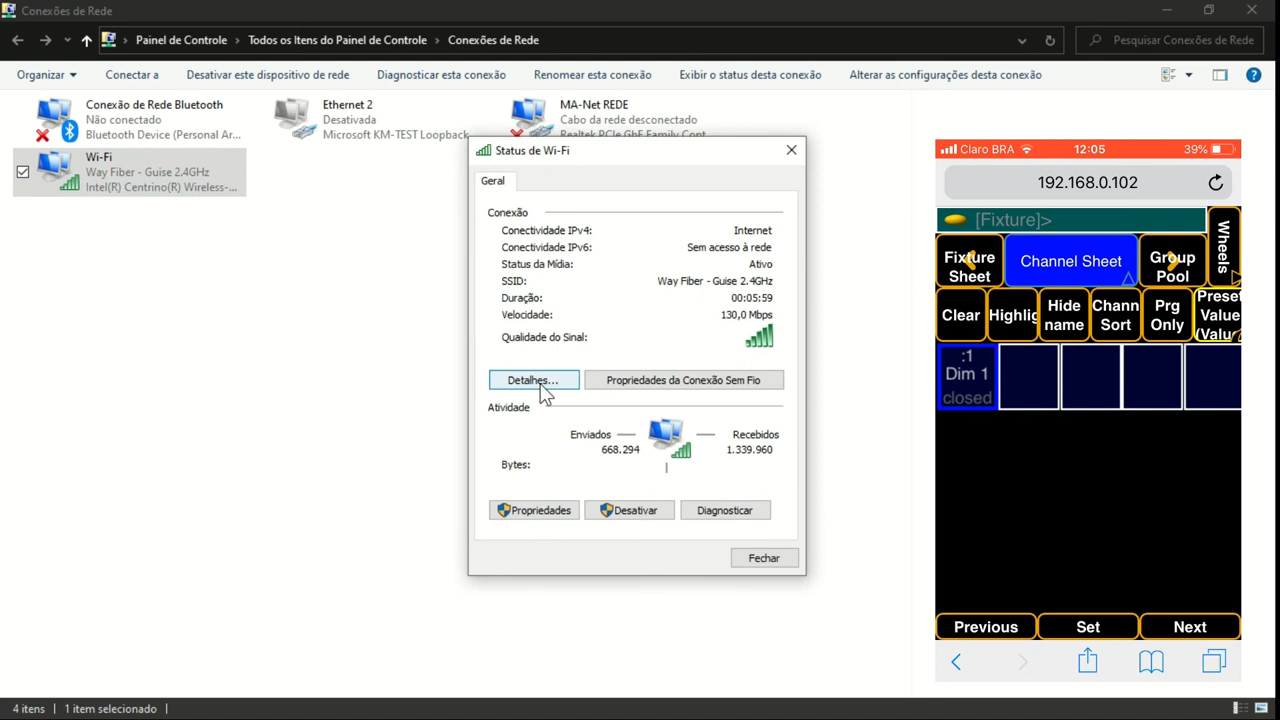 Conexões de Rede
Painel de Controle
Todos os Itens do Painel de Controle
Conexões de Rede
Pesquisar Conexões de Rede
Organizar
Conectar a
Desativar este dispositivo de rede
Diagnosticar esta conexão
Renomear esta conexão
Exibir o status desta conexão
Alterar as configurações desta conexão
Conexão de Rede Bluetooth
Não conectado
Bluetooth Device (Personal Ar...
Ethernet 2
Desativada
Microsoft KM-TEST Loopback
MA-Net REDE
Cabo da rede desconectado
Realtek PCIe GbE Family Cont
Wi-Fi
Way Fiber - Guise 2.4GHz
Intel(R) Centrino(R) Wireless-...
Status de Wi-Fi
Geral
Conexão
Conectividade IPv4: Internet
Conectividade IPv6: Sem acesso à rede
Status da Mídia: Ativo
SSID: Way Fiber - Guise 2.4GHz
Duração: 00:05:59
Velocidade: 130,0 Mbps
Qualidade do Sinal:
Detalhes...
Propriedades da Conexão Sem Fio
Atividade
Enviados
Recebidos
Bytes: 668.294 1.339.960
Propriedades
Desativar
Diagnosticar
Fechar
Claro BRA 12:05 39%
192.168.0.102
[Fixture]>
Wheels
Fixture
Sheet
Channel Sheet
Group
Pool
Clear
Highlig
Hide
name
Chann
Sort
Prg
Only
Preset
Value
(Value
:1
Dim 1
closed
Previous
Set
Next
4 itens
1 item selecionado